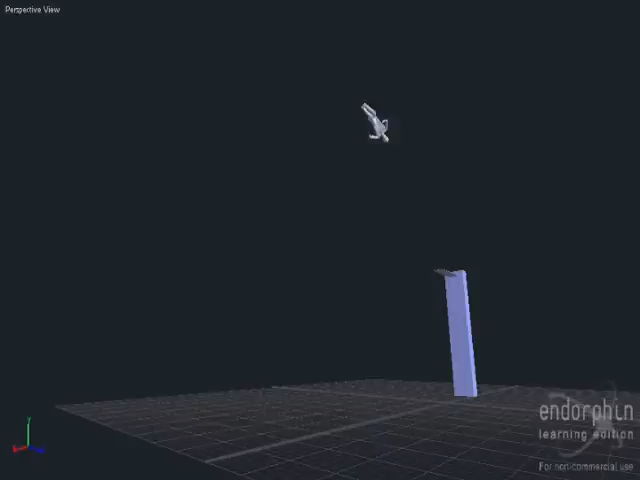 Perspective View
endorphin
learning edition
For non-commercial use